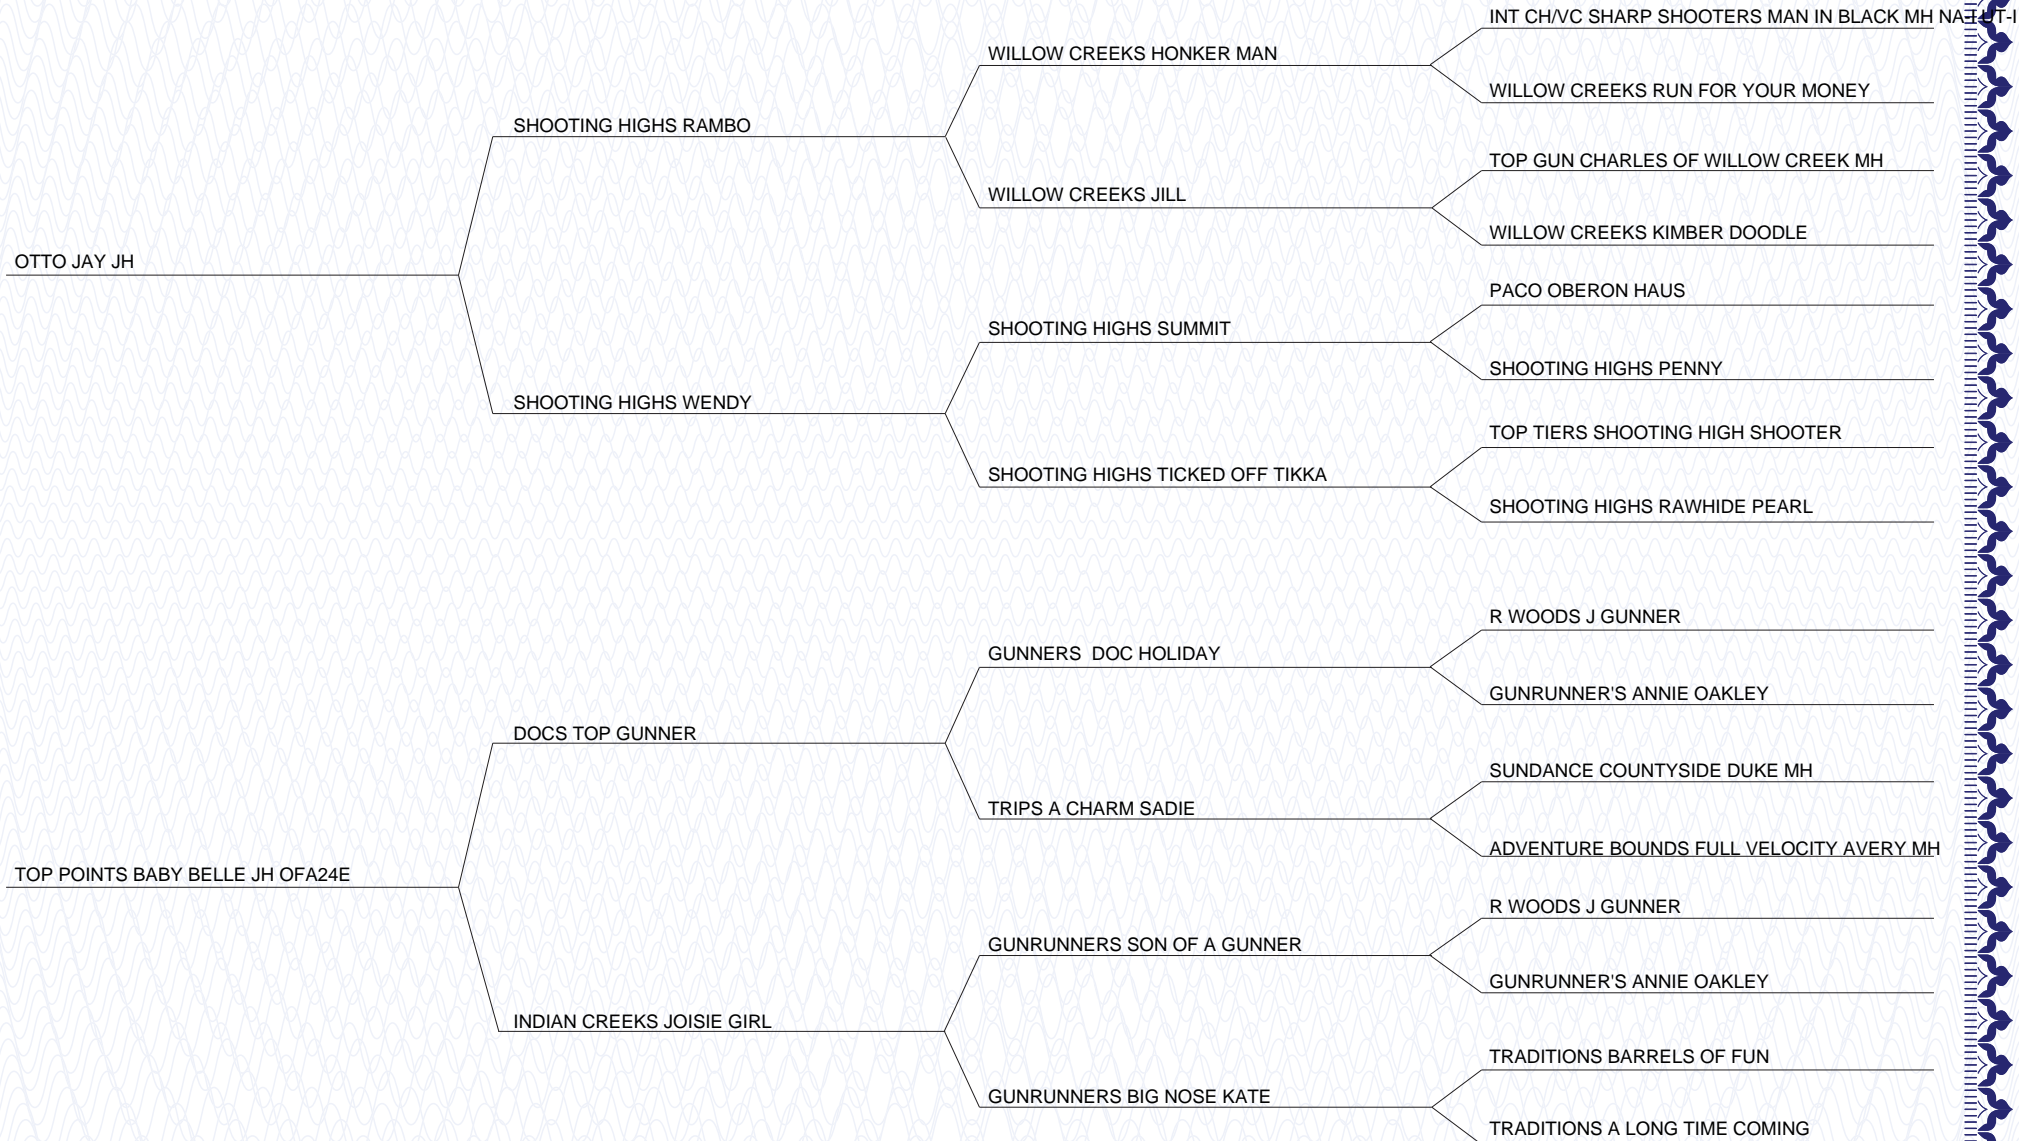 INT CH/VC SHARP SHOOTERS MAN IN BLACK MH NA I UT-I
WILLOW CREEKS HONKER MAN
WILLOW CREEKS RUN FOR YOUR MONEY
SHOOTING HIGHS RAMBO
TOP GUN CHARLES OF WILLOW CREEK MH
WILLOW CREEKS JILL
WILLOW CREEKS KIMBER DOODLE
OTTO JAY JH
PACO OBERON HAUS
SHOOTING HIGHS SUMMIT
SHOOTING HIGHS PENNY
SHOOTING HIGHS WENDY
TOP TIERS SHOOTING HIGH SHOOTER
SHOOTING HIGHS TICKED OFF TIKKA
SHOOTING HIGHS RAWHIDE PEARL
R WOODS J GUNNER
GUNNERS  DOC HOLIDAY
GUNRUNNER'S ANNIE OAKLEY
DOCS TOP GUNNER
SUNDANCE COUNTYSIDE DUKE MH
TRIPS A CHARM SADIE
ADVENTURE BOUNDS FULL VELOCITY AVERY MH
TOP POINTS BABY BELLE JH OFA24E
R WOODS J GUNNER
GUNRUNNERS SON OF A GUNNER
GUNRUNNER'S ANNIE OAKLEY
INDIAN CREEKS JOISIE GIRL
TRADITIONS BARRELS OF FUN
GUNRUNNERS BIG NOSE KATE
TRADITIONS A LONG TIME COMING